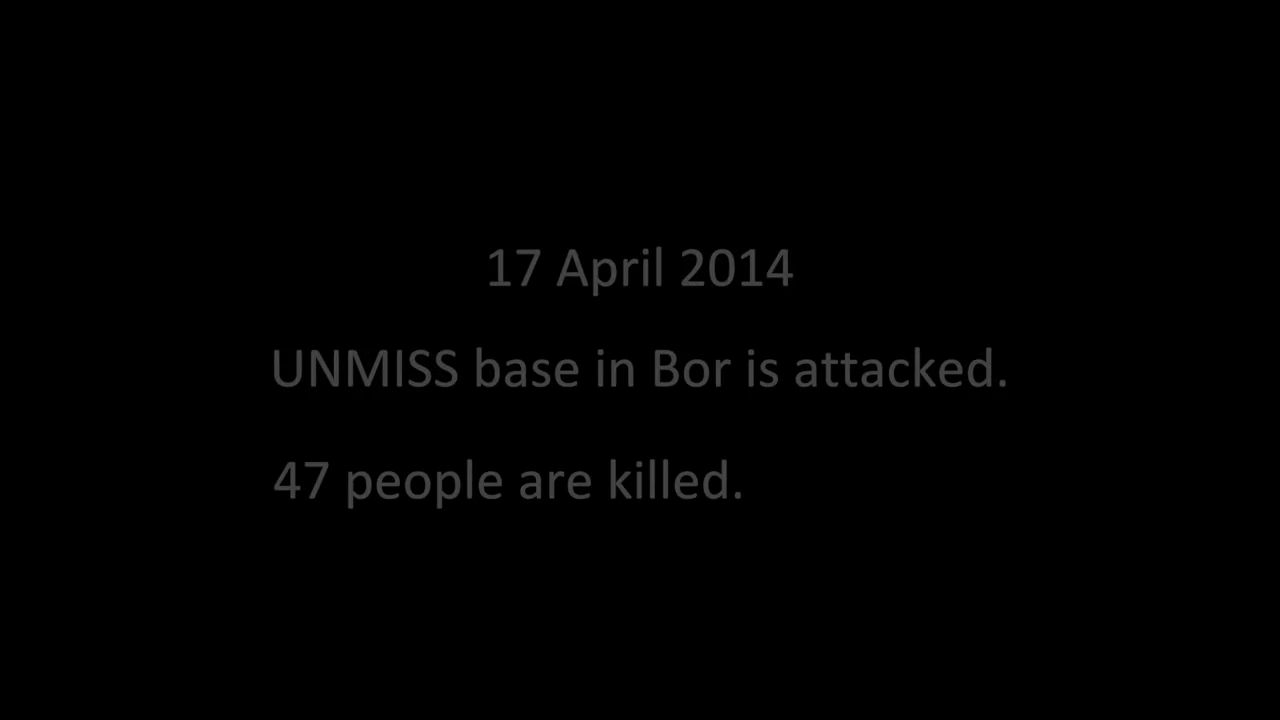 17 April 2014
UNMISS base in Bor is attacked.
47 people are killed.